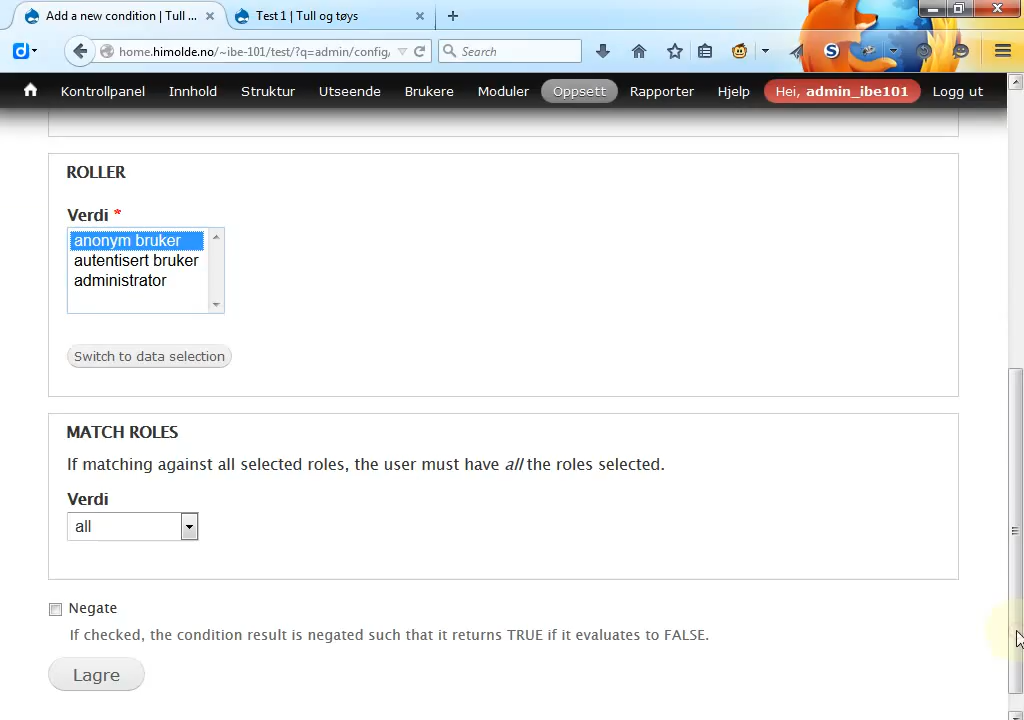 Add a new condition | Tull ...
Test 1 | Tull og tøys
home.himolde.no/~ibe-101/test/?q=admin/config,
Search
Kontrollpanel Innhold Struktur Utseende Brukere Moduler Oppsett Rapporter Hjelp Hei, admin_ibe101 Logg ut
ROLLER
Verdi *
anonym bruker
autentisert bruker
administrator
Switch to data selection
MATCH ROLES
If matching against all selected roles, the user must have all the roles selected.
Verdi
all
Negate
If checked, the condition result is negated such that it returns TRUE if it evaluates to FALSE.
Lagre